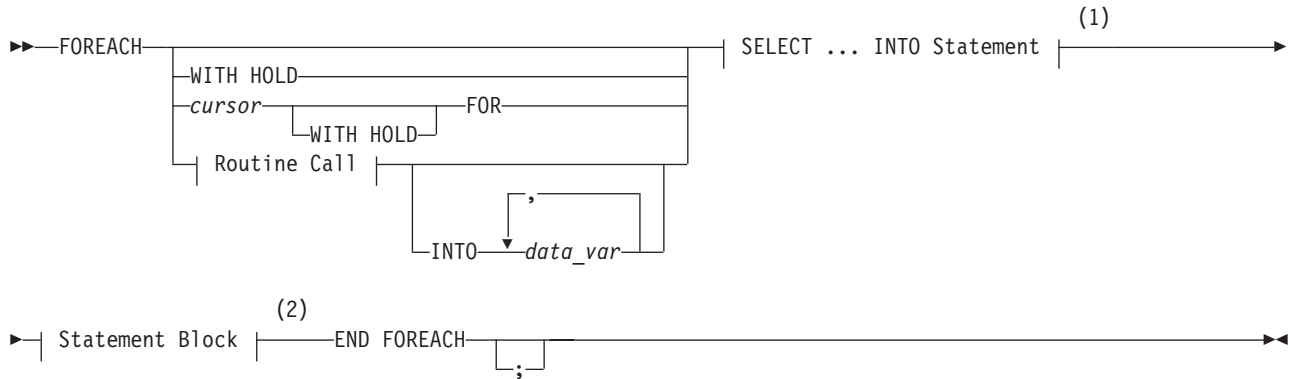 (1)
FOREACH SELECT ... INTO Statement
WITH HOLD
cursor FOR
WITH HOLD
Routine Call
,
INTO data_var
(2)
Statement Block END FOREACH
;